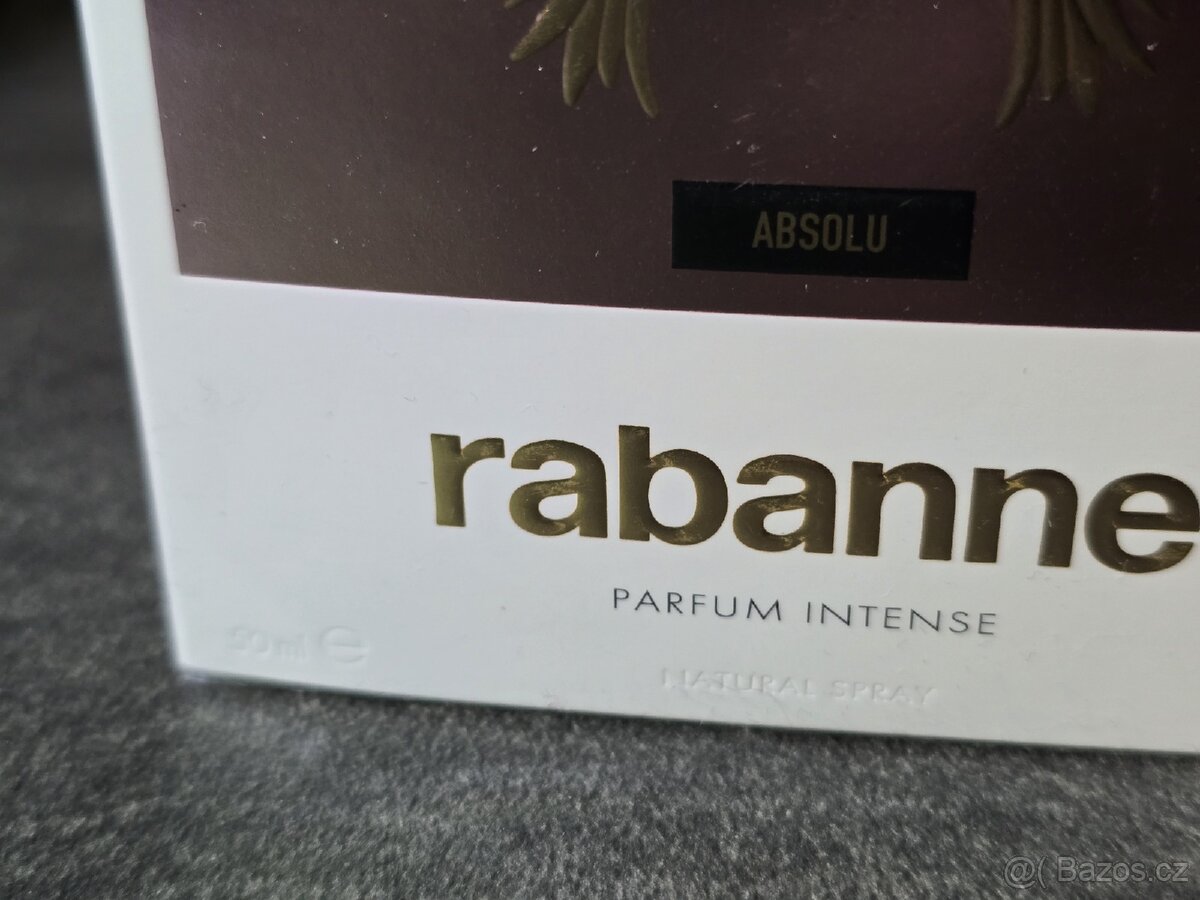 ABSOLU
rabanne
PARFUM INTENSE
50 ml ℮
NATURAL SPRAY
@( Bazos.cz